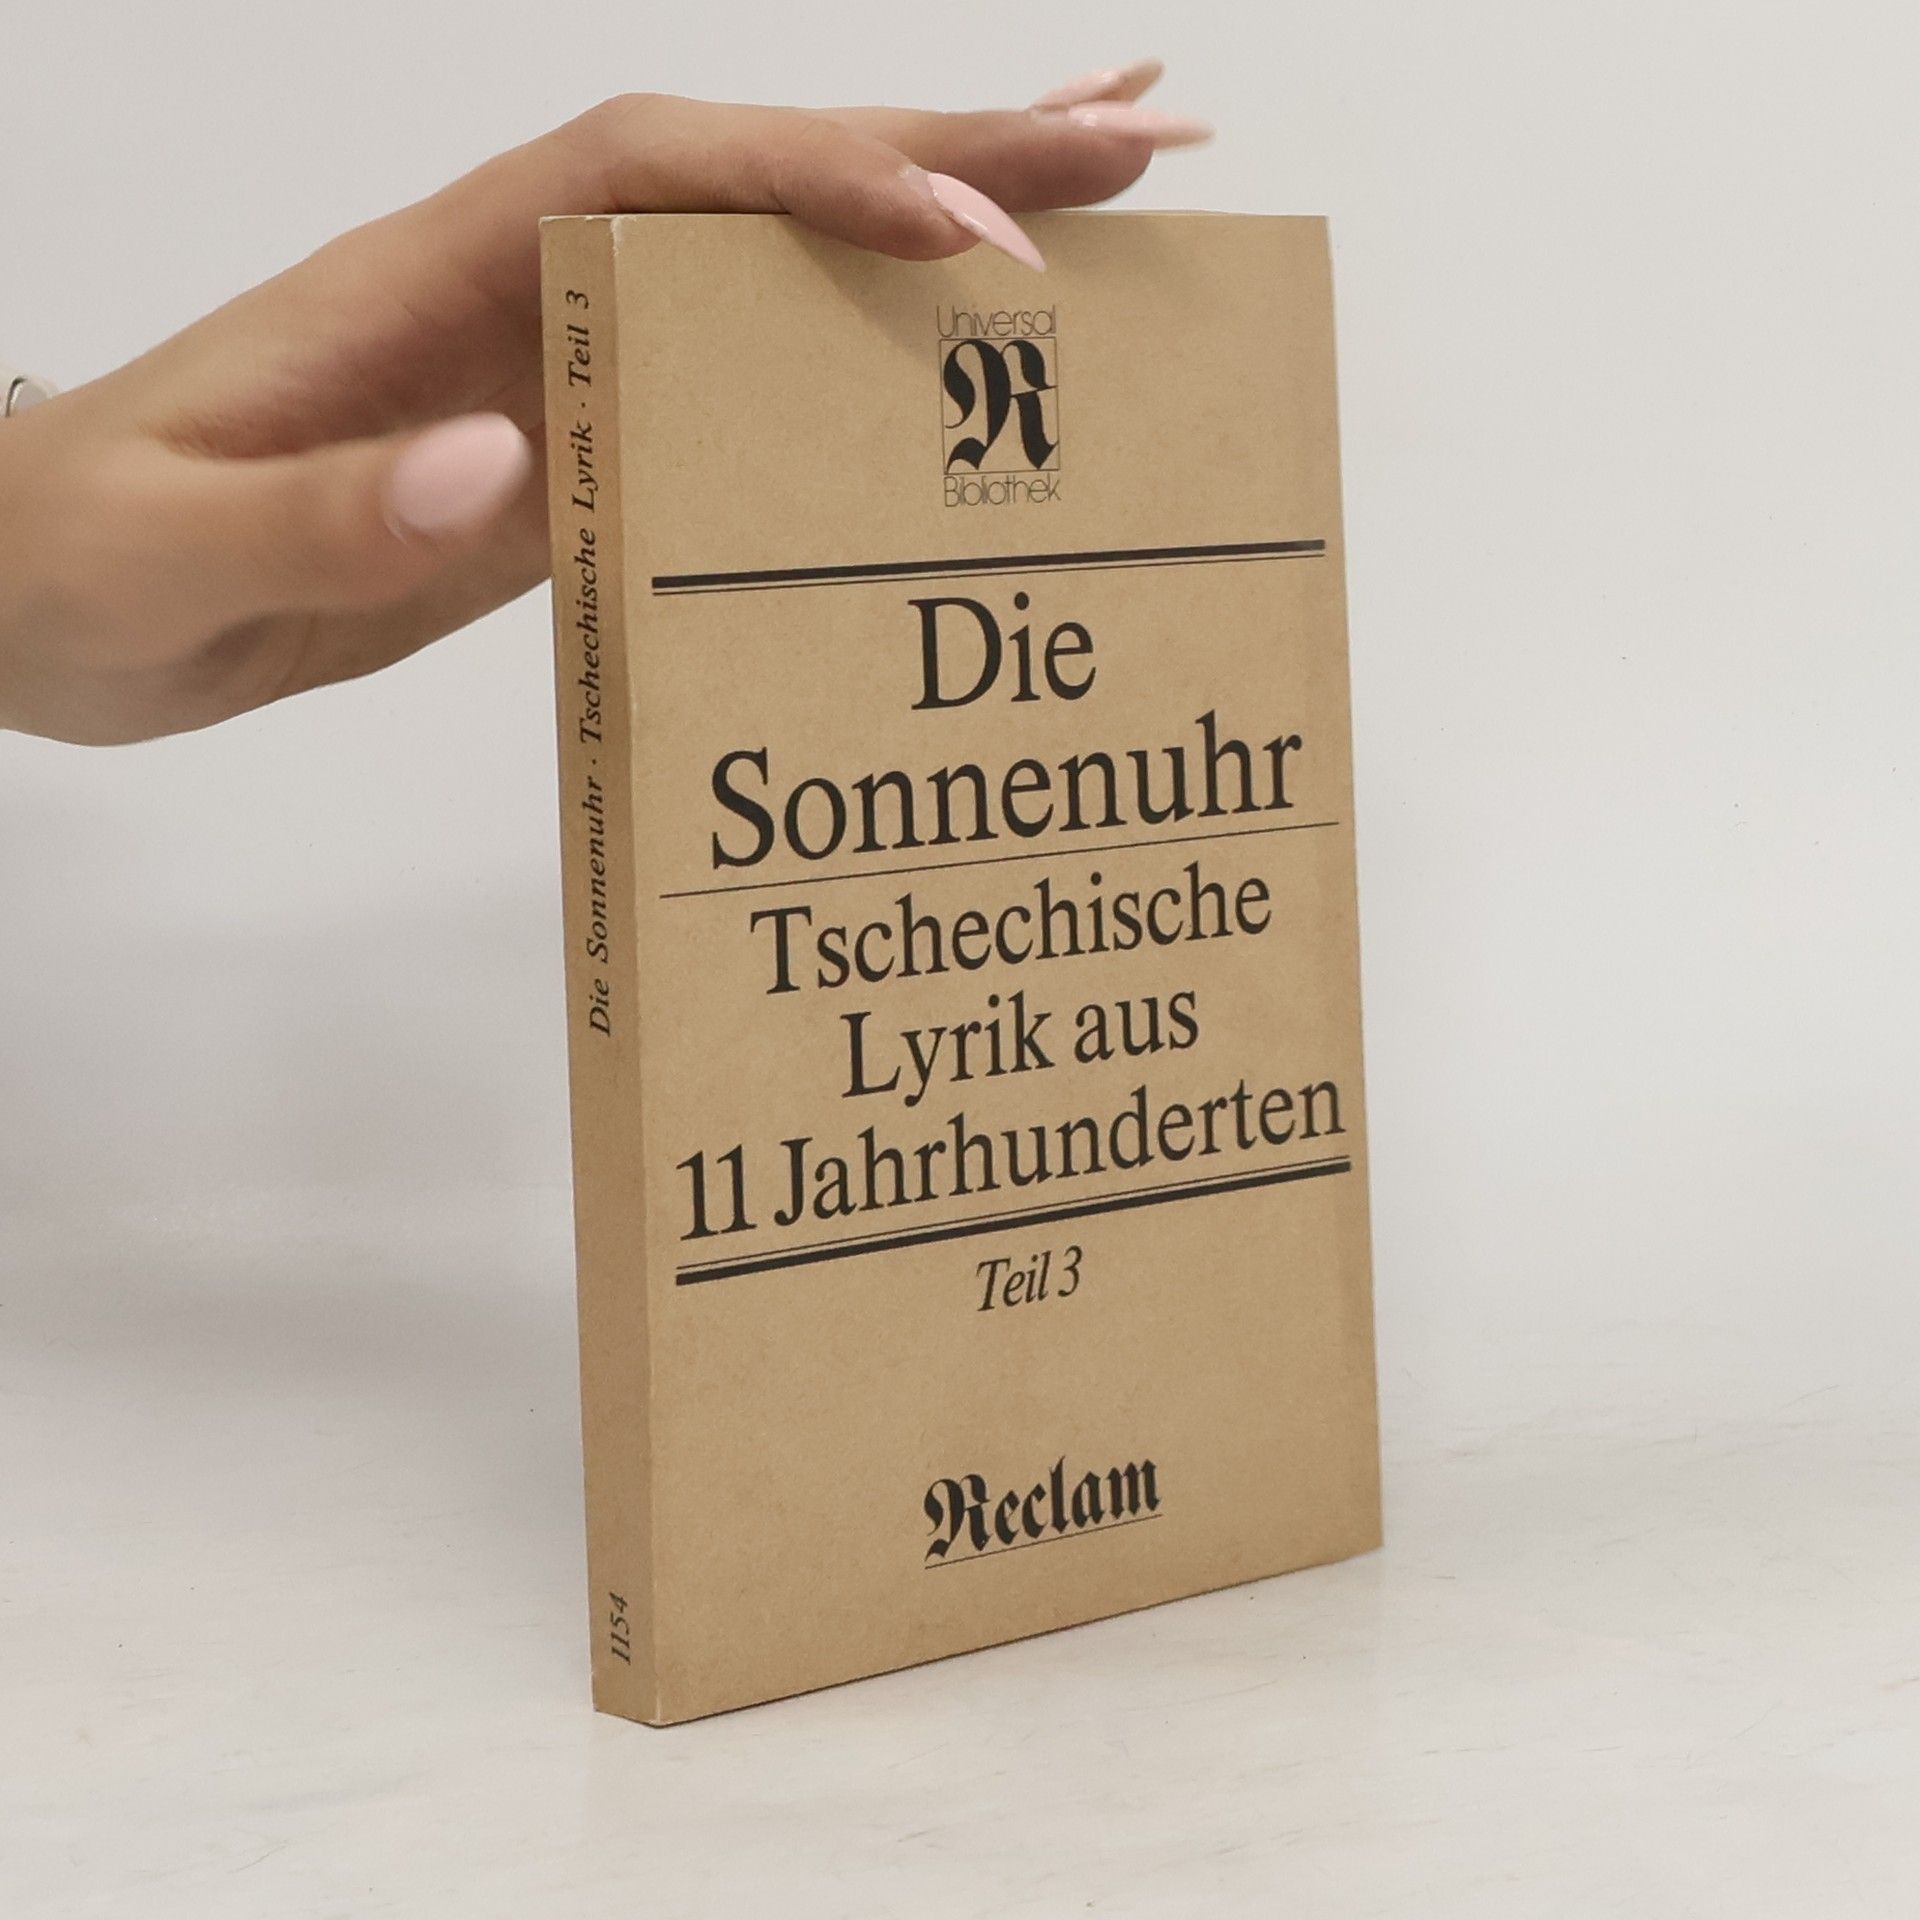 Die Sonnenuhr · Tschechische Lyrik · Teil 3
1154
Universal
R
Bibliothek
Die
Sonnenuhr
Tschechische
Lyrik aus
11 Jahrhunderten
Teil 3
Reclam